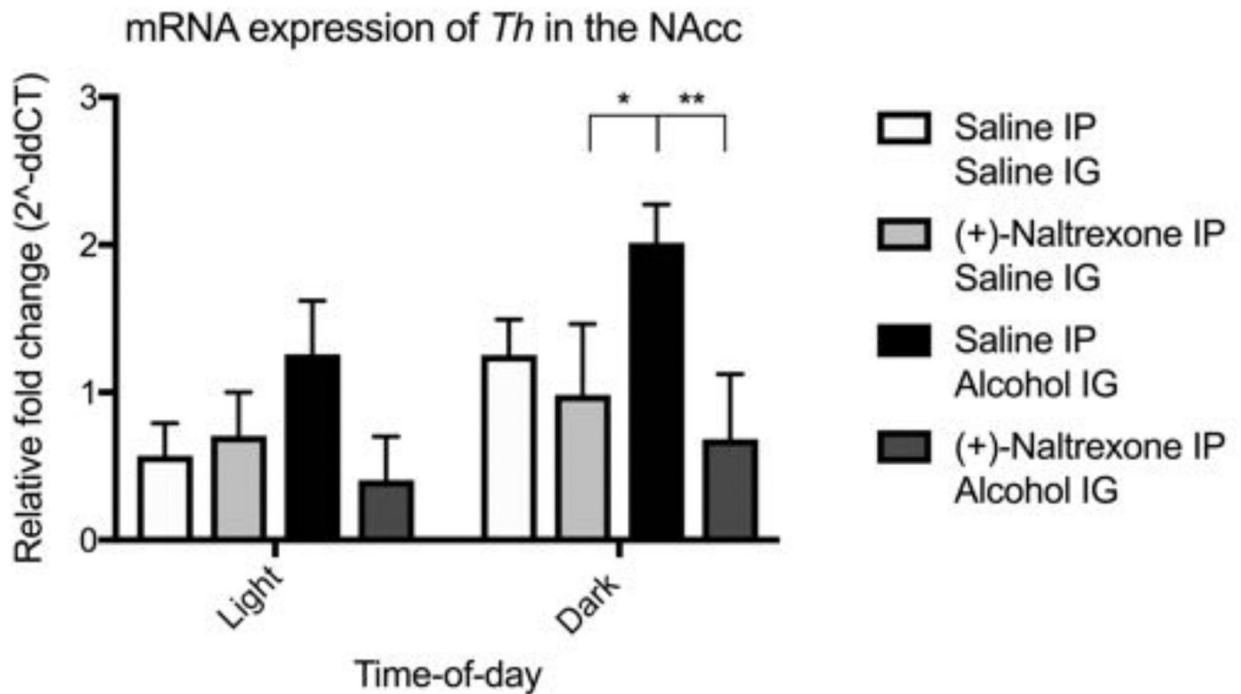 mRNA expression of Th in the NAcc
Relative fold change (2^-ddCT)
3
2
1
0
* **
Light
Dark
Time-of-day
Saline IP
Saline IG
(+)-Naltrexone IP
Saline IG
Saline IP
Alcohol IG
(+)-Naltrexone IP
Alcohol IG